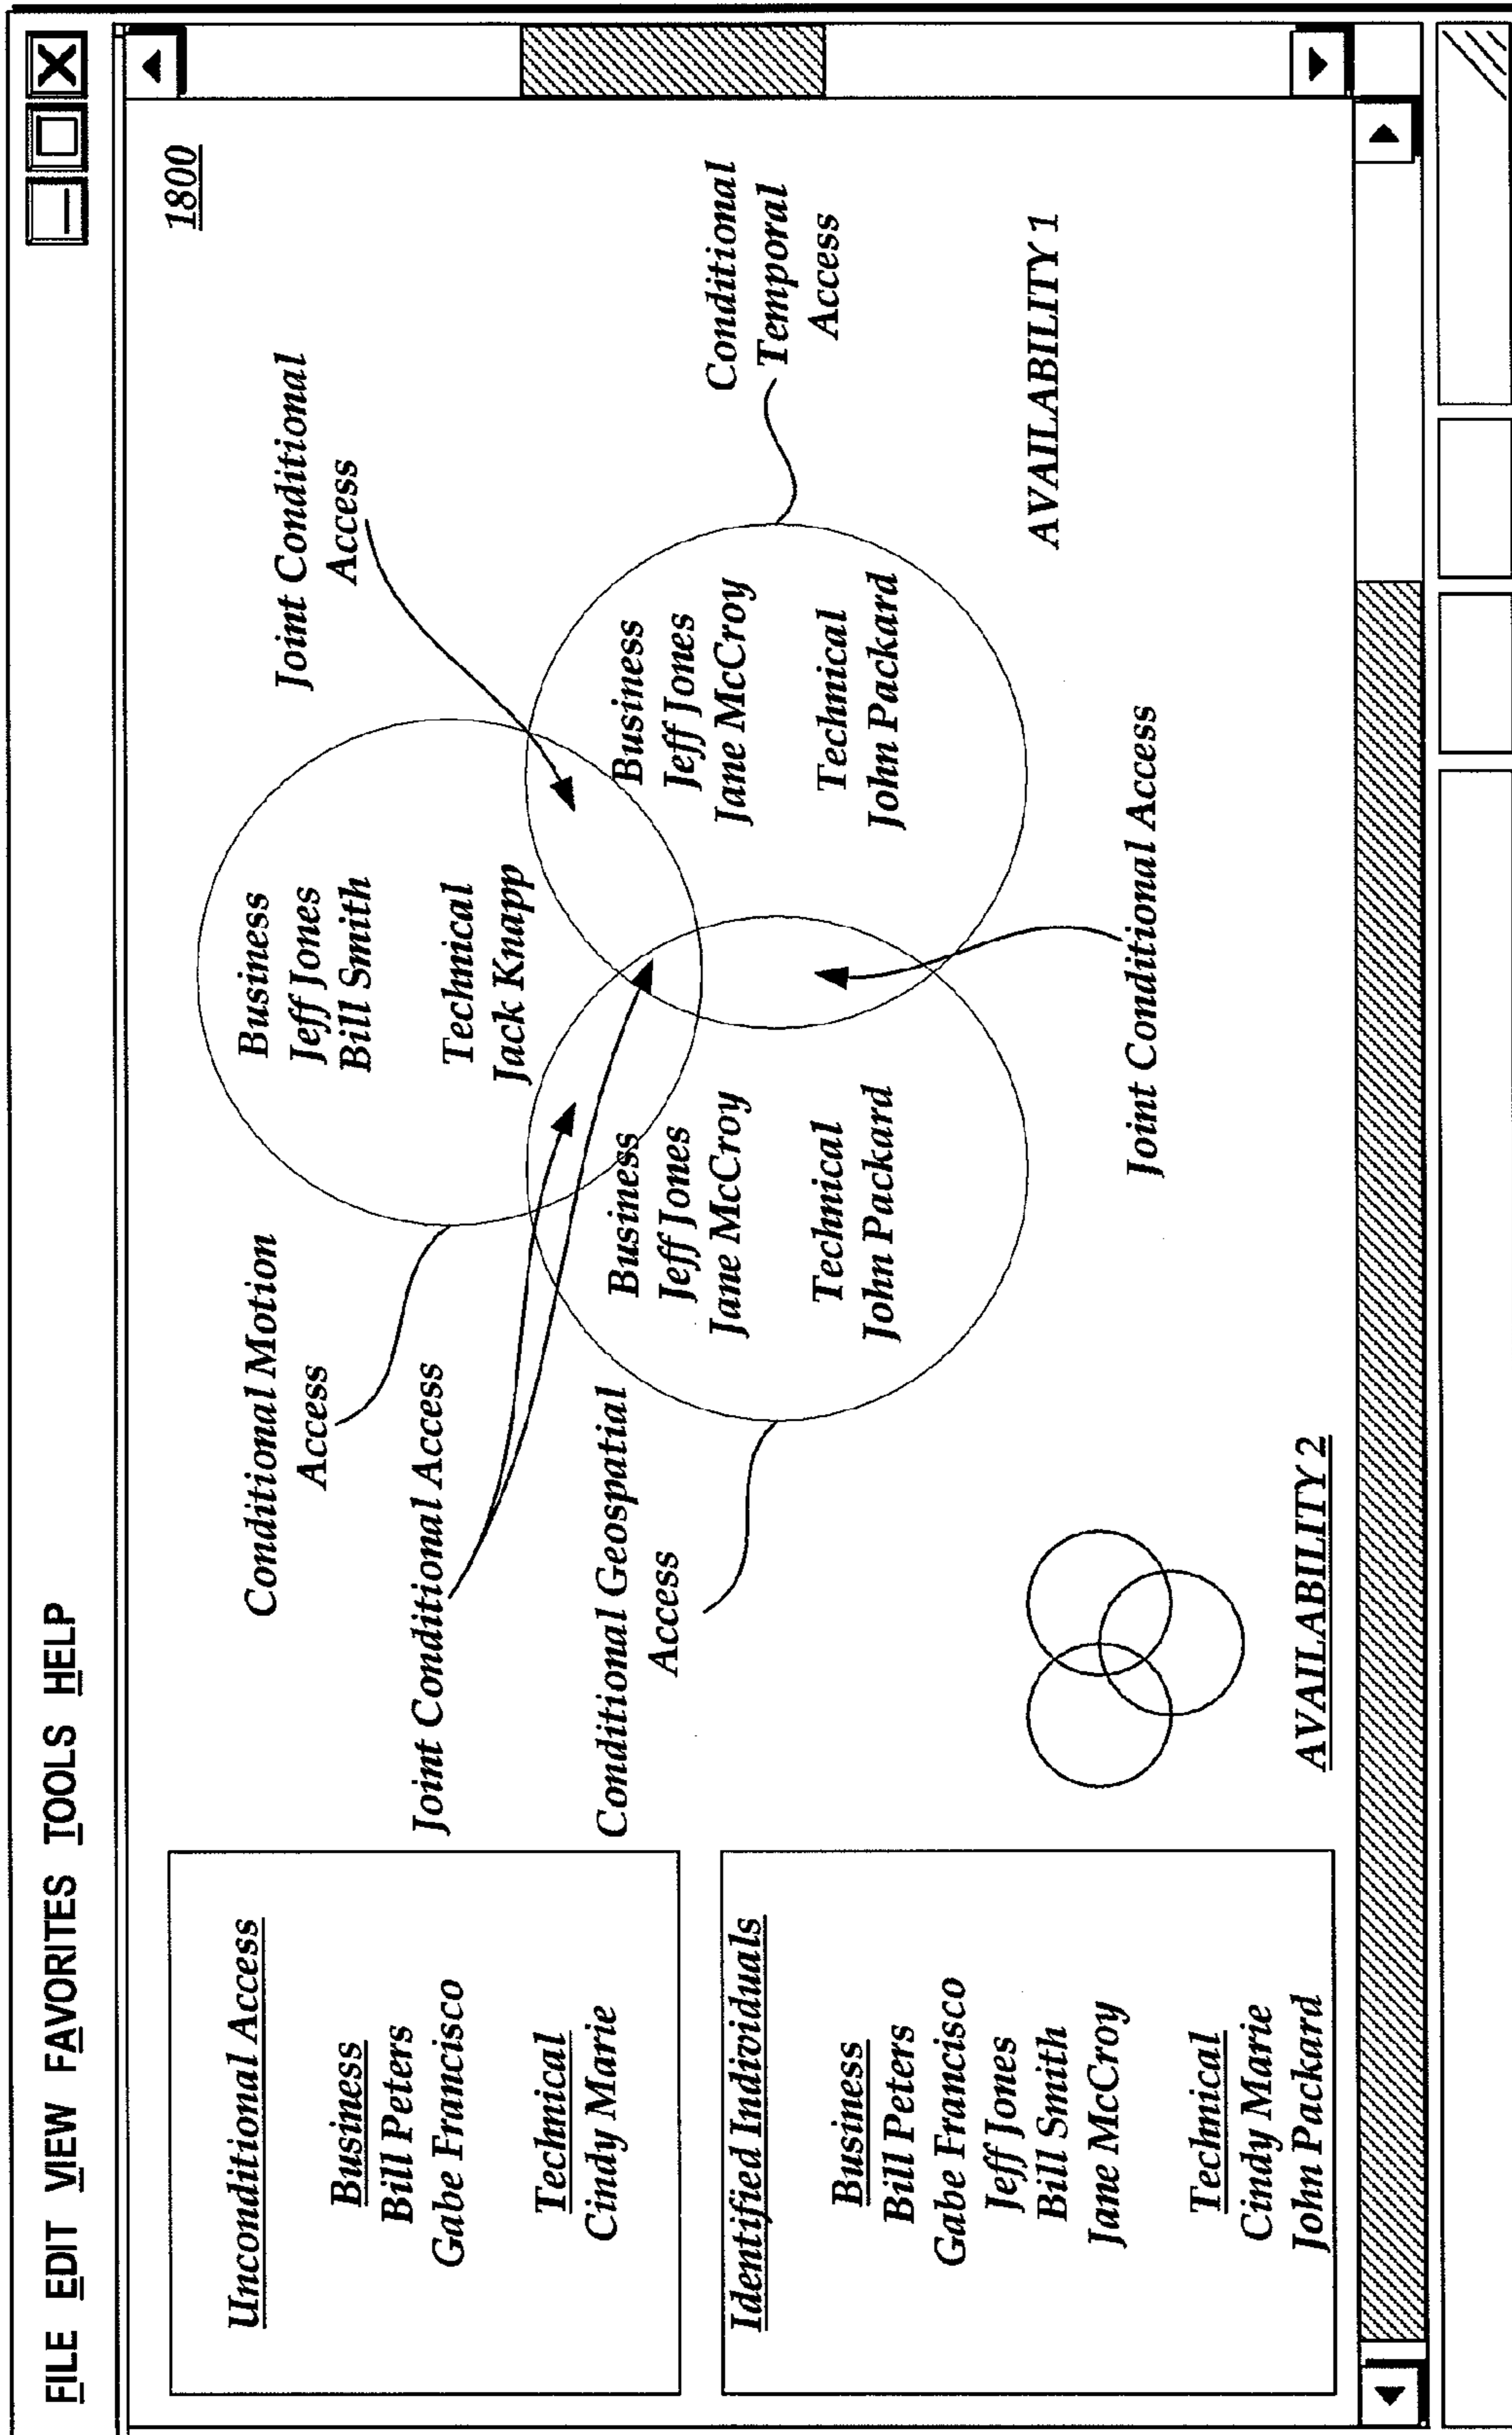 FILE EDIT VIEW FAVORITES TOOLS HELP
1800
Unconditional Access
Business
Bill Peters
Gabe Francisco
Technical
Cindy Marie
Identified Individuals
Business
Bill Peters
Gabe Francisco
Jeff Jones
Bill Smith
Jane McCroy
Technical
Cindy Marie
John Packard
Conditional Motion
Access
Joint Conditional Access
Conditional Geospatial
Access
Business
Jeff Jones
Bill Smith
Technical
Jack Knapp
Joint Conditional
Access
Business
Jeff Jones
Jane McCroy
Technical
John Packard
Business
Jeff Jones
Jane McCroy
Technical
John Packard
Conditional
Temporal
Access
Joint Conditional Access
AVAILABILITY 1
AVAILABILITY 2